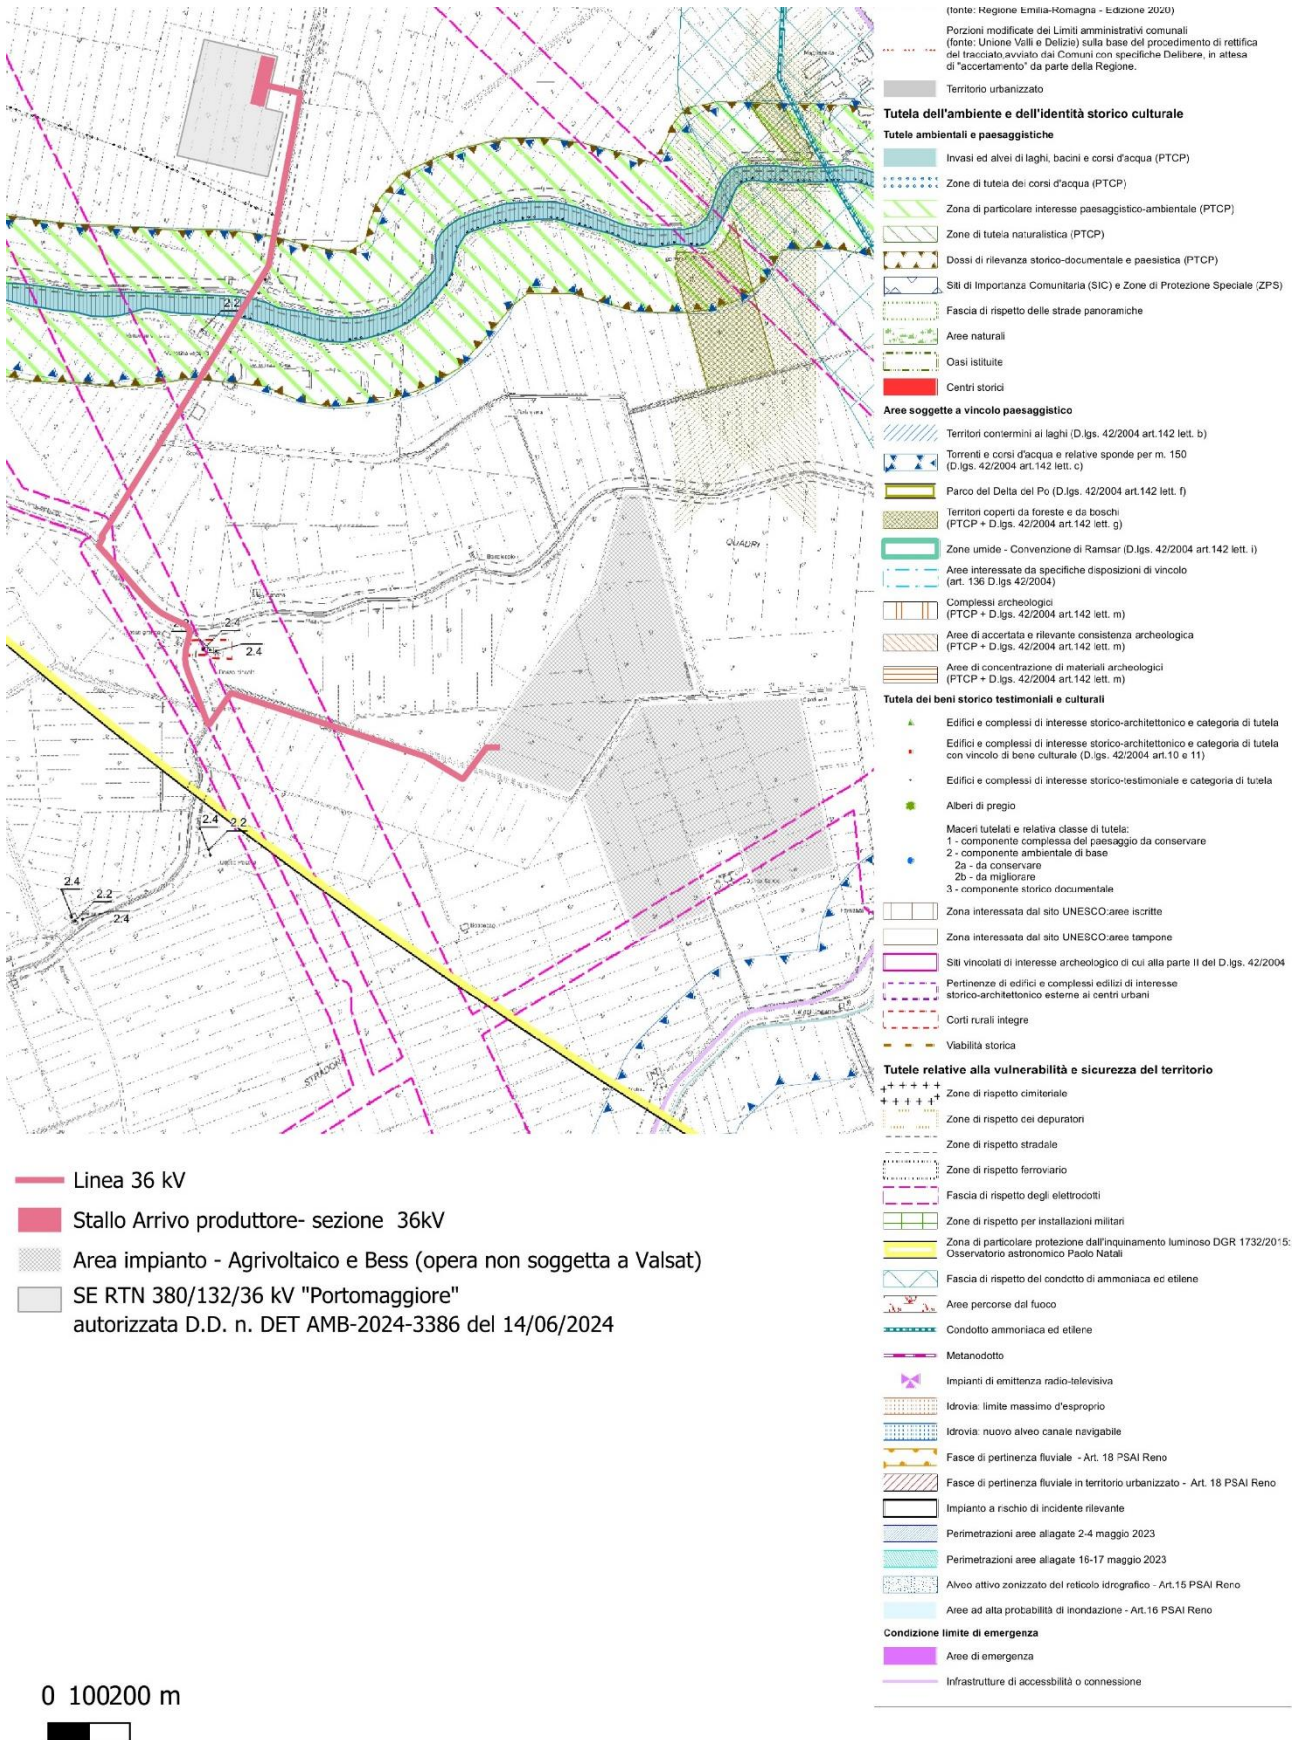 (fonte: Regione Emilia-Romagna - Edizione 2020)
Porzioni modificate dei Limiti amministrativi comunali
(fonte: Unione Valli e Delizie) sulla base del procedimento di rettifica
del tracciato,avviato dai Comuni con specifiche Delibere, in attesa
di "accertamento" da parte della Regione.
Territorio urbanizzato
Tutela dell'ambiente e dell'identità storico culturale
Tutele ambientali e paesaggistiche
Invasi ed alvei di laghi, bacini e corsi d'acqua (PTCP)
Zone di tutela dei corsi d'acqua (PTCP)
Zona di particolare interesse paesaggistico-ambientale (PTCP)
Zone di tutela naturalistica (PTCP)
Dossi di rilevanza storico-documentale e paesistica (PTCP)
Siti di Importanza Comunitaria (SIC) e Zone di Protezione Speciale (ZPS)
Fascia di rispetto delle strade panoramiche
Aree naturali
Oasi istituite
Centri storici
Aree soggette a vincolo paesaggistico
Territori contermini ai laghi (D.lgs. 42/2004 art.142 lett. b)
Torrenti e corsi d'acqua e relative sponde per m. 150
(D.lgs. 42/2004 art.142 lett. c)
Parco del Delta del Po (D.lgs. 42/2004 art.142 lett. f)
Territori coperti da foreste e da boschi
(PTCP + D.lgs. 42/2004 art.142 lett. g)
Zone umide - Convenzione di Ramsar (D.lgs. 42/2004 art.142 lett. i)
Aree interessate da specifiche disposizioni di vincolo
(art. 136 D.lgs 42/2004)
Complessi archeologici
(PTCP + D.lgs. 42/2004 art.142 lett. m)
Aree di accertata e rilevante consistenza archeologica
(PTCP + D.lgs. 42/2004 art.142 lett. m)
Aree di concentrazione di materiali archeologici
(PTCP + D.lgs. 42/2004 art.142 lett. m)
Tutela dei beni storico testimoniali e culturali
Edifici e complessi di interesse storico-architettonico e categoria di tutela
Edifici e complessi di interesse storico-architettonico e categoria di tutela
con vincolo di bene culturale (D.lgs. 42/2004 art.10 e 11)
Edifici e complessi di interesse storico-testimoniale e categoria di tutela
Alberi di pregio
Maceri tutelati e relativa classe di tutela:
1 - componente complessa del paesaggio da conservare
2 - componente ambientale di base
2a - da conservare
2b - da migliorare
3 - componente storico documentale
Zona interessata dal sito UNESCO:aree iscritte
Zona interessata dal sito UNESCO:aree tampone
Siti vincolati di interesse archeologico di cui alla parte II del D.lgs. 42/2004
Pertinenze di edifici e complessi edilizi di interesse
storico-architettonico esterne ai centri urbani
Corti rurali integre
Viabilità storica
Tutele relative alla vulnerabilità e sicurezza del territorio
Zone di rispetto cimiteriale
Zone di rispetto dei depuratori
Zone di rispetto stradale
Zone di rispetto ferroviario
Fascia di rispetto degli elettrodotti
Zone di rispetto per installazioni militari
Zona di particolare protezione dall'inquinamento luminoso DGR 1732/2015:
Osservatorio astronomico Paolo Natali
Fascia di rispetto del condotto di ammoniaca ed etilene
Aree percorse dal fuoco
Condotto ammoniaca ed etilene
Metanodotto
Impianti di emittenza radio-televisiva
Idrovia: limite massimo d'esproprio
Idrovia: nuovo alveo canale navigabile
Fasce di pertinenza fluviale - Art. 18 PSAI Reno
Fasce di pertinenza fluviale in territorio urbanizzato - Art. 18 PSAI Reno
Impianto a rischio di incidente rilevante
Perimetrazioni aree allagate 2-4 maggio 2023
Perimetrazioni aree allagate 16-17 maggio 2023
Alveo attivo zonizzato del reticolo idrografico - Art.15 PSAI Reno
Aree ad alta probabilità di inondazione - Art.16 PSAI Reno
Condizione limite di emergenza
Aree di emergenza
Infrastrutture di accessbilità o connessione
2.2
QUADRI
2.2
2.4
2.4
2.4
2.2
2.4
2.2
2.4
STRADONE
Linea 36 kV
Stallo Arrivo produttore- sezione 36kV
Area impianto - Agrivoltaico e Bess (opera non soggetta a Valsat)
SE RTN 380/132/36 kV "Portomaggiore"
autorizzata D.D. n. DET AMB-2024-3386 del 14/06/2024
0 100200 m